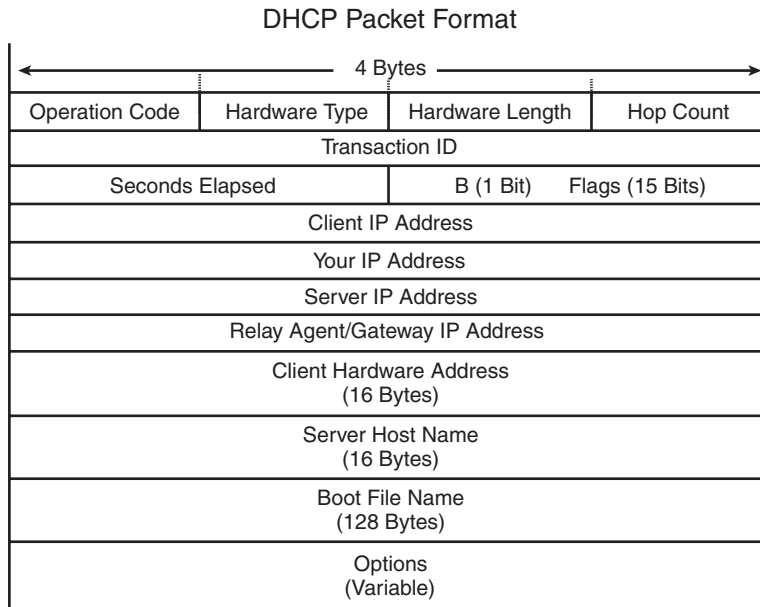 DHCP Packet Format
4 Bytes
Operation Code Hardware Type Hardware Length Hop Count
Transaction ID
Seconds Elapsed B (1 Bit) Flags (15 Bits)
Client IP Address
Your IP Address
Server IP Address
Relay Agent/Gateway IP Address
Client Hardware Address
(16 Bytes)
Server Host Name
(16 Bytes)
Boot File Name
(128 Bytes)
Options
(Variable)